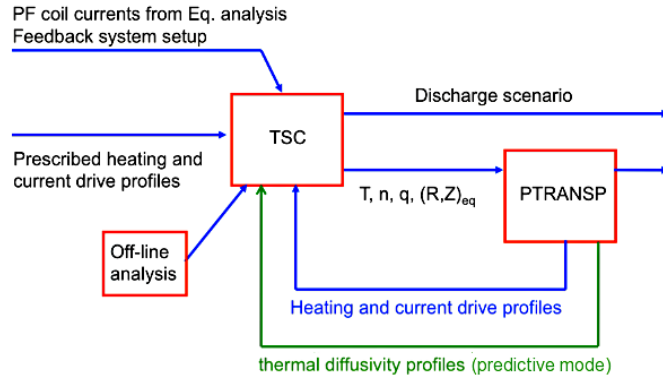 PF coil currents from Eq. analysis
Feedback system setup
Discharge scenario
TSC
Prescribed heating and
current drive profiles
T, n, q, (R,Z)eq
PTRANSP
Off-line
analysis
Heating and current drive profiles
thermal diffusivity profiles (predictive mode)